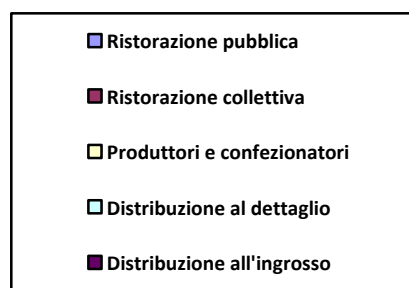 Ristorazione pubblica
Ristorazione collettiva
Produttori e confezionatori
Distribuzione al dettaglio
Distribuzione all'ingrosso